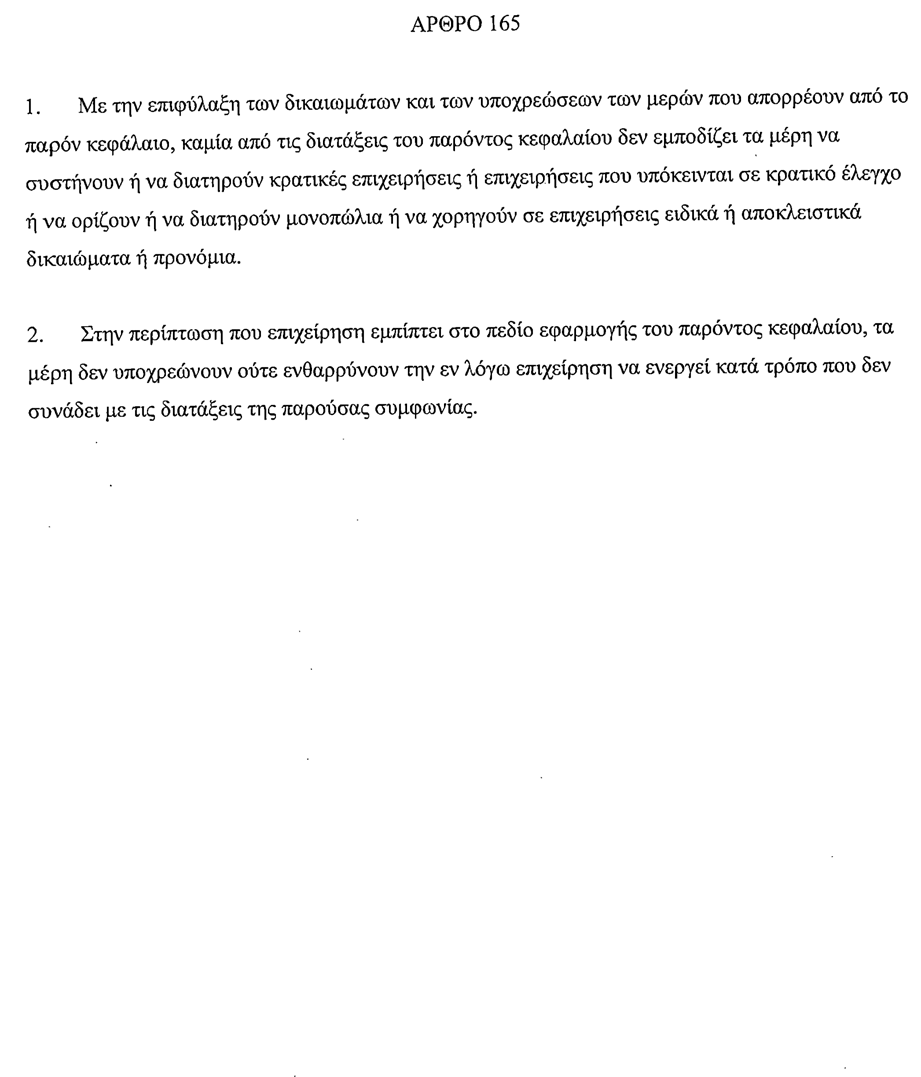 ΑΡΘΡΟ 165
1. Με την επιφύλαξη των δικαιωμάτων και των υποχρεώσεων των μερών που απορρέουν από το
παρόν κεφάλαιο, καμία από τις διατάξεις του παρόντος κεφαλαίου δεν εμποδίζει τα μέρη να
συστήνουν ή να διατηρούν κρατικές επιχειρήσεις ή επιχειρήσεις που υπόκεινται σε κρατικό έλεγχο
ή να ορίζουν ή να διατηρούν μονοπώλια ή να χορηγούν σε επιχειρήσεις ειδικά ή αποκλειστικά
δικαιώματα ή προνόμια.
2. Στην περίπτωση που επιχείρηση εμπίπτει στο πεδίο εφαρμογής του παρόντος κεφαλαίου, τα
μέρη δεν υποχρεώνουν ούτε ενθαρρύνουν την εν λόγω επιχείρηση να ενεργεί κατά τρόπο που δεν
συνάδει με τις διατάξεις της παρούσας συμφωνίας.